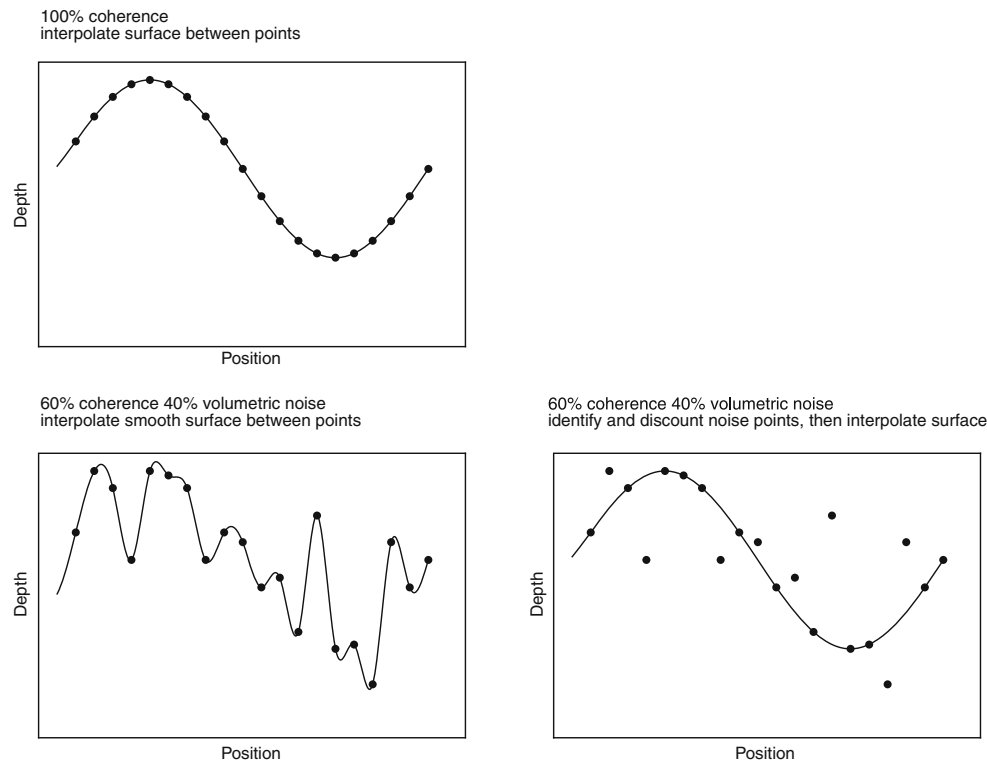 100% coherence
interpolate surface between points
Depth
Position
60% coherence 40% volumetric noise
interpolate smooth surface between points
Depth
Position
60% coherence 40% volumetric noise
identify and discount noise points, then interpolate surface
Depth
Position